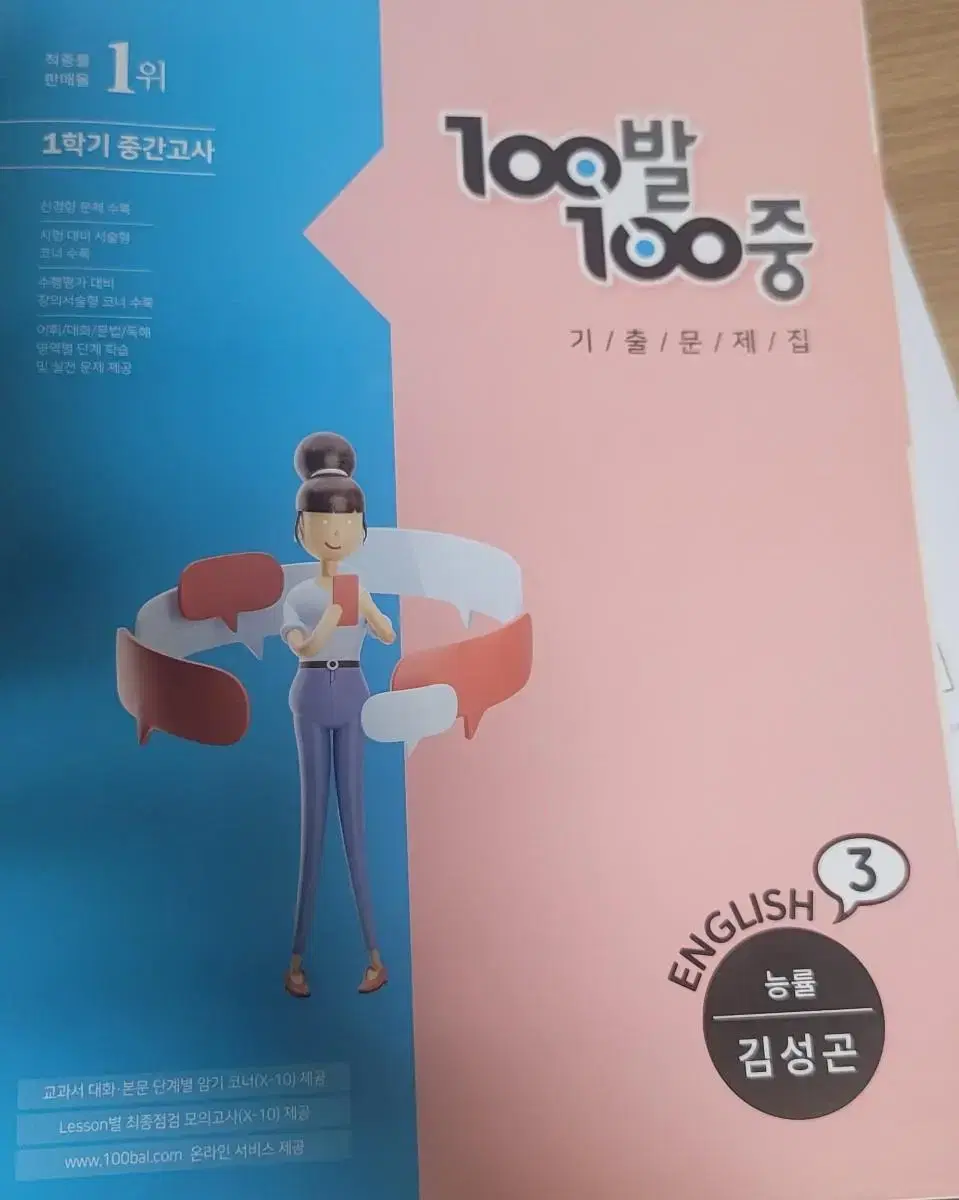 적중률
판매율 1위
1학기 중간고사
신경향 문제 수록
시험 대비 서술형
코너 수록
수행평가 대비
창의서술형 코너 수록
어휘/대화/문법/독해
영역별 단계 학습
및 실전 문제 제공
100발
100중
기/출/문/제/집
ENGLISH 3
능률
김성곤
교과서 대화·본문 단계별 암기 코너(X-10) 제공
Lesson별 최종점검 모의고사(X-10) 제공
www.100bal.com 온라인 서비스 제공